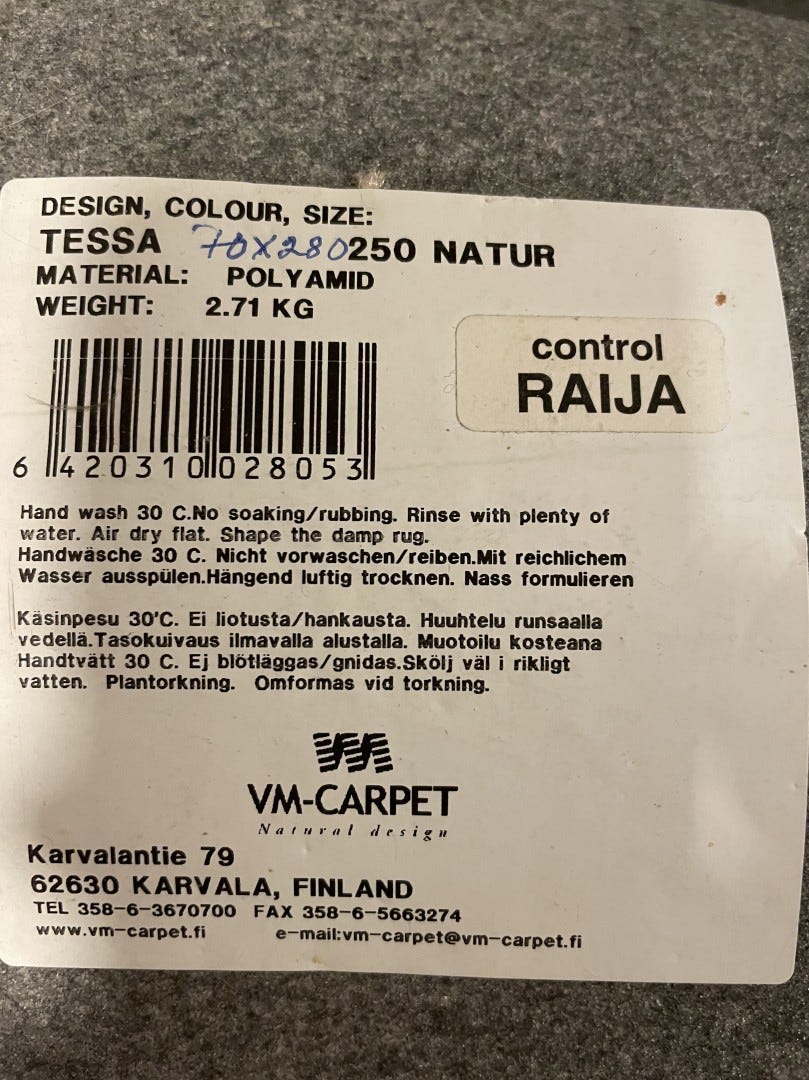 DESIGN, COLOUR, SIZE:
TESSA 70X280 250 NATUR
MATERIAL: POLYAMID
WEIGHT: 2.71 KG
control
RAIJA
6 420310 028053
Hand wash 30 C.No soaking/rubbing. Rinse with plenty of
water. Air dry flat. Shape the damp rug.
Handwäsche 30 C. Nicht vorwaschen/reiben.Mit reichlichem
Wasser ausspülen.Hängend luftig trocknen. Nass formulieren
Käsinpesu 30'C. Ei liotusta/hankausta. Huuhtelu runsaalla
vedellä.Tasokuivaus ilmavalla alustalla. Muotoilu kosteana
Handtvätt 30 C. Ej blötläggas/gnidas.Skölj väl i rikligt
vatten. Plantorkning. Omformas vid torkning.
VM-CARPET
Natural design
Karvalantie 79
62630 KARVALA, FINLAND
TEL 358-6-3670700 FAX 358-6-5663274
www.vm-carpet.fi e-mail:vm-carpet@vm-carpet.fi